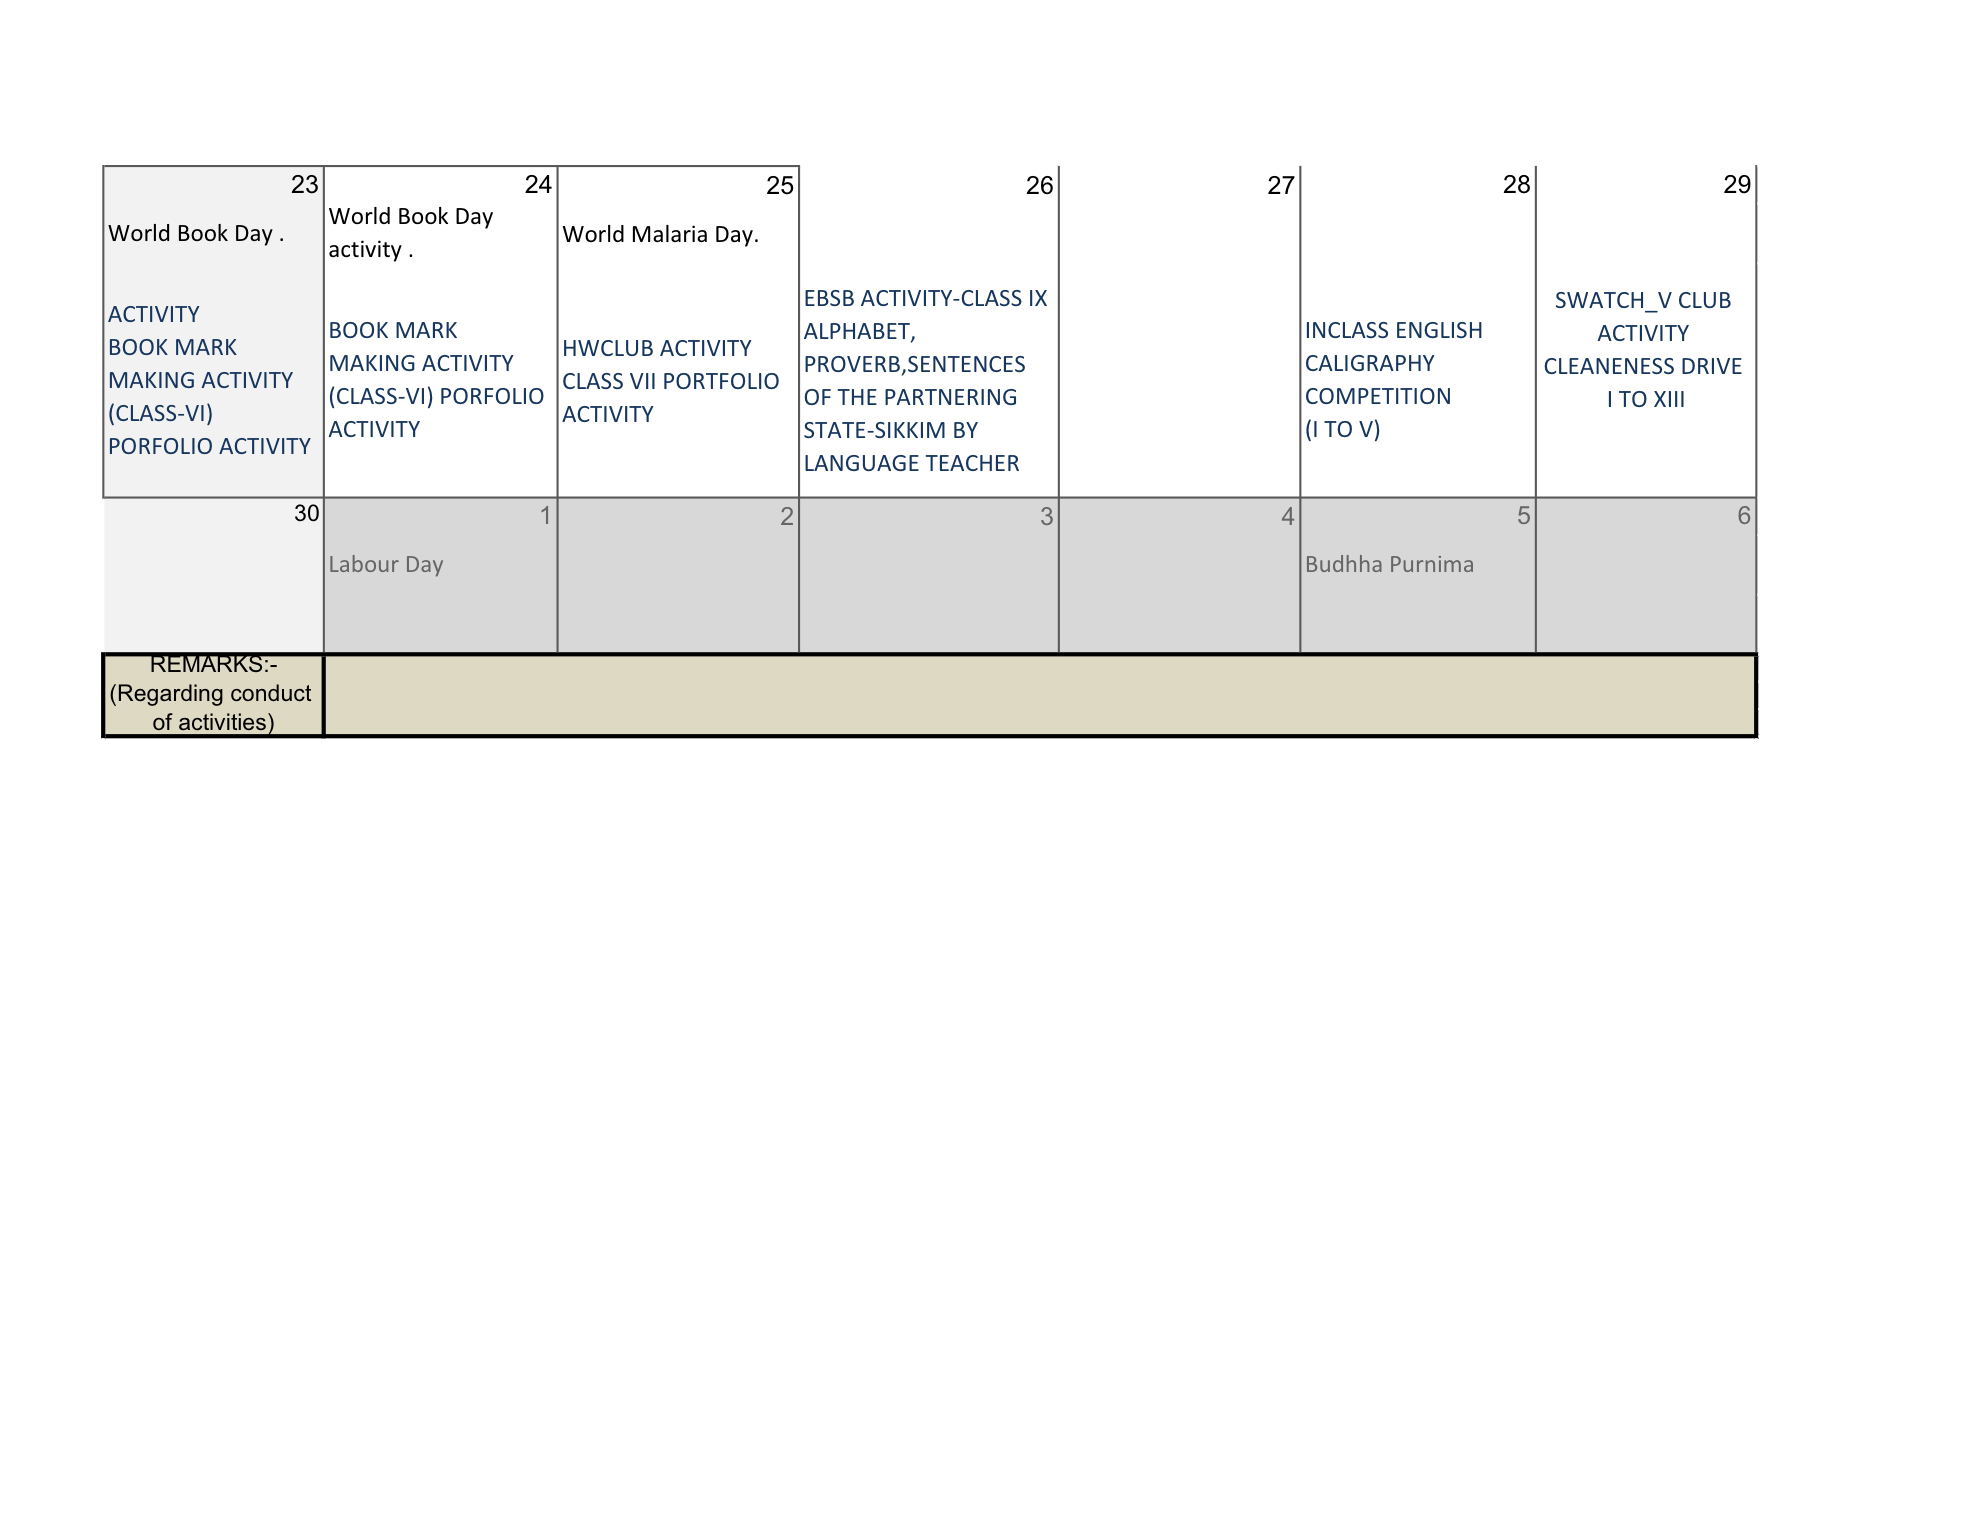 23
World Book Day .
ACTIVITY
BOOK MARK
MAKING ACTIVITY
(CLASS-VI)
PORFOLIO ACTIVITY
24
World Book Day
activity .
BOOK MARK
MAKING ACTIVITY
(CLASS-VI) PORFOLIO
ACTIVITY
25
World Malaria Day.
HWCLUB ACTIVITY
CLASS VII PORTFOLIO
ACTIVITY
26
EBSB ACTIVITY-CLASS IX
ALPHABET,
PROVERB,SENTENCES
OF THE PARTNERING
STATE-SIKKIM BY
LANGUAGE TEACHER
27
28
INCLASS ENGLISH
CALIGRAPHY
COMPETITION
(I TO V)
29
SWATCH_V CLUB
ACTIVITY
CLEANENESS DRIVE
I TO XIII
30
1
Labour Day
2
3
4
5
Budhha Purnima
6
REMARKS:-
(Regarding conduct
of activities)